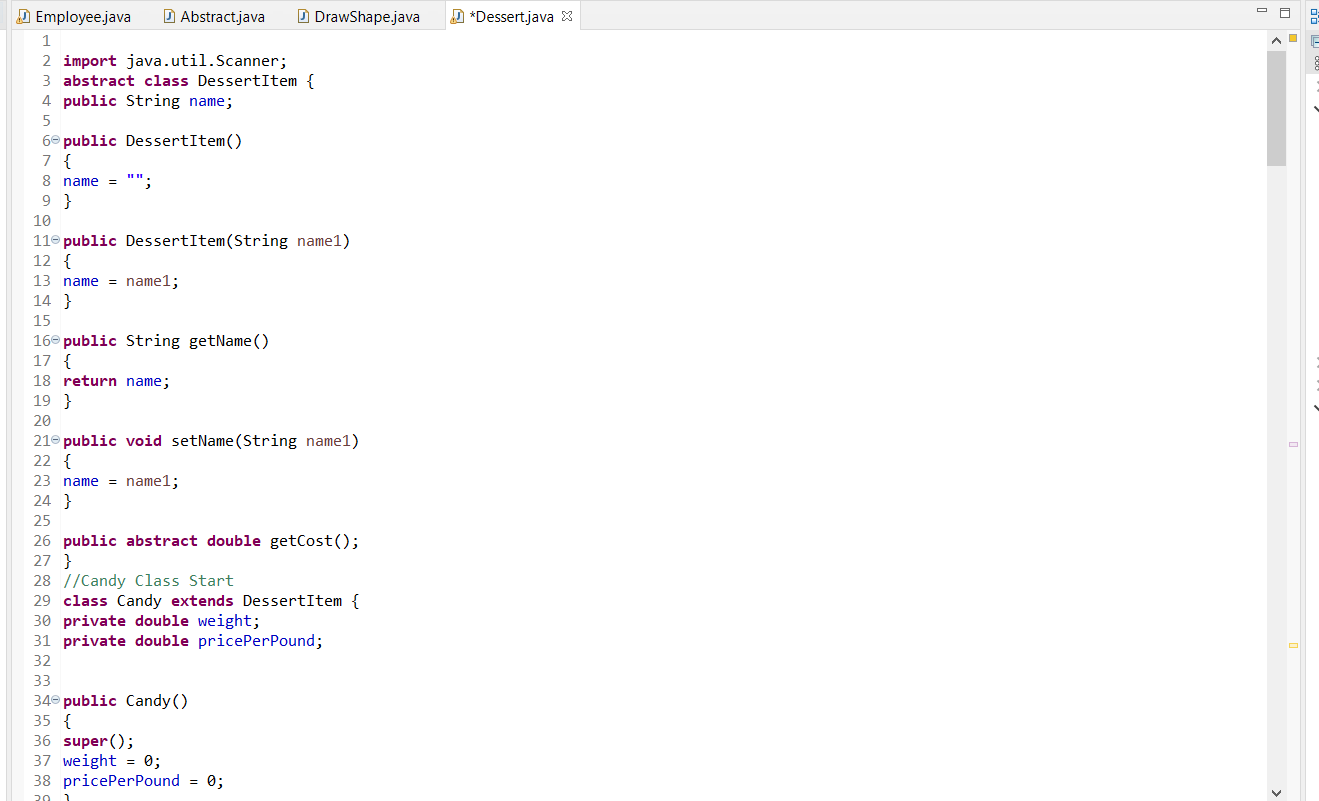 Employee.java Abstract.java DrawShape.java *Dessert.java
1
2 import java.util.Scanner;
3 abstract class DessertItem {
4 public String name;
5
6 public DessertItem()
7 {
8 name = "";
9 }
10
11 public DessertItem(String name1)
12 {
13 name = name1;
14 }
15
16 public String getName()
17 {
18 return name;
19 }
20
21 public void setName(String name1)
22 {
23 name = name1;
24 }
25
26 public abstract double getCost();
27 }
28 //Candy Class Start
29 class Candy extends DessertItem {
30 private double weight;
31 private double pricePerPound;
32
33
34 public Candy()
35 {
36 super();
37 weight = 0;
38 pricePerPound = 0;
39 }